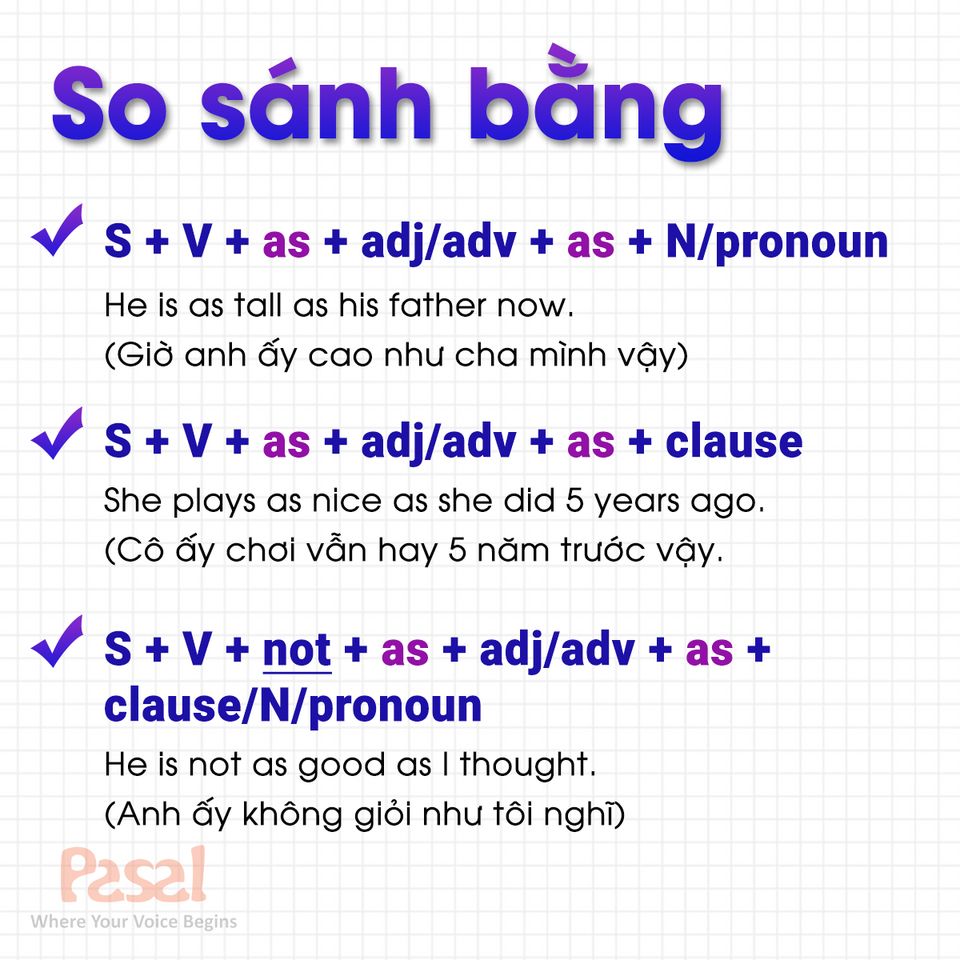 So sánh bằng
S + V + as + adj/adv + as + N/pronoun
He is as tall as his father now.
(Giờ anh ấy cao như cha mình vậy)
S + V + as + adj/adv + as + clause
She plays as nice as she did 5 years ago.
(Cô ấy chơi vẫn hay 5 năm trước vậy.
S + V + not + as + adj/adv + as +
clause/N/pronoun
He is not as good as I thought.
(Anh ấy không giỏi như tôi nghĩ)
Pasal
Where Your Voice Begins